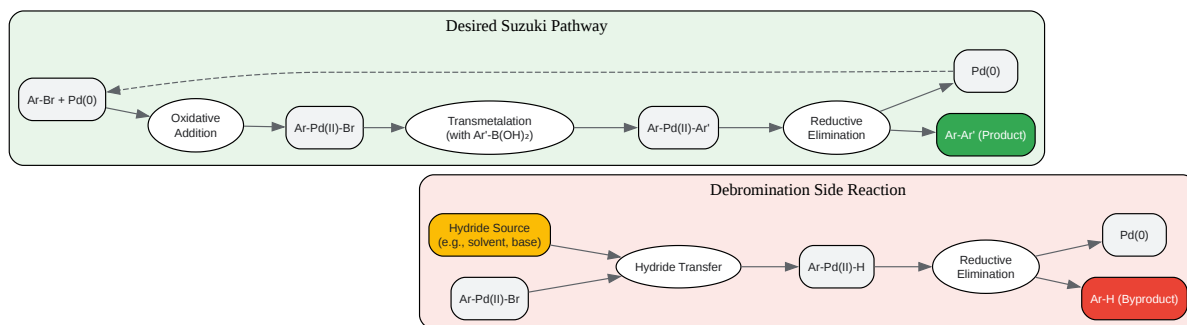 Desired Suzuki Pathway
Ar-Br + Pd(0)
Oxidative
Addition
Ar-Pd(II)-Br
Transmetalation
(with Ar'-B(OH)₂)
Ar-Pd(II)-Ar'
Reductive
Elimination
Pd(0)
Ar-Ar' (Product)
Debromination Side Reaction
Hydride Source
(e.g., solvent, base)
Ar-Pd(II)-Br
Hydride Transfer
Ar-Pd(II)-H
Reductive
Elimination
Pd(0)
Ar-H (Byproduct)